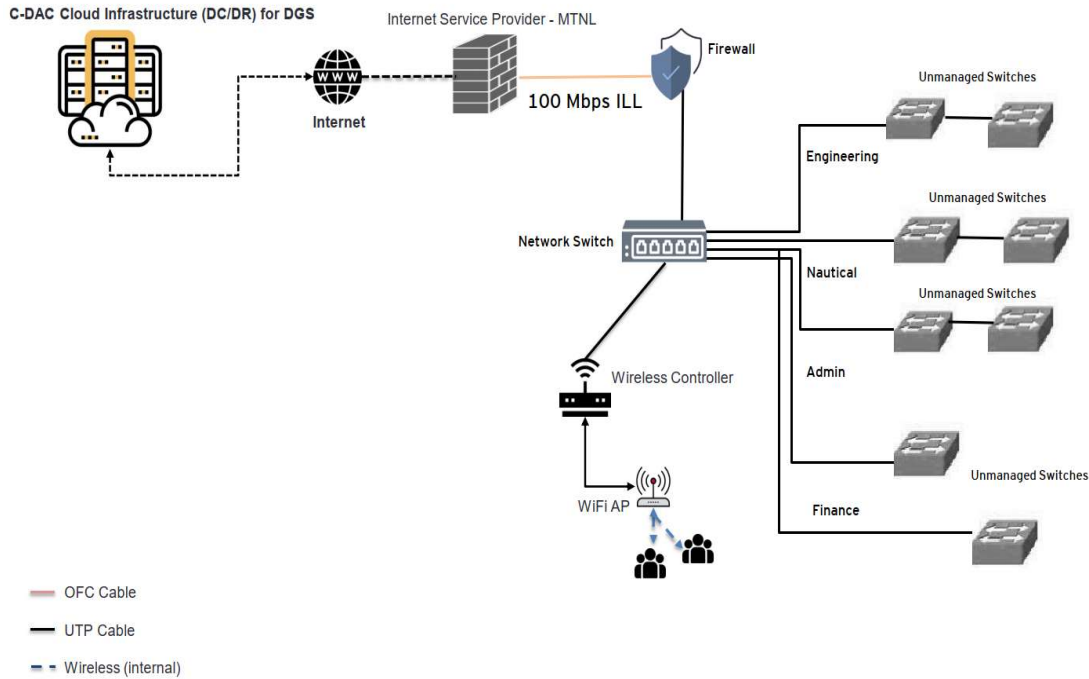 C-DAC Cloud Infrastructure (DC/DR) for DGS
Internet Service Provider - MTNL
Firewall
WWW
Internet
100 Mbps ILL
Unmanaged Switches
Engineering
Unmanaged Switches
Network Switch
Nautical
Unmanaged Switches
Wireless Controller
Admin
Unmanaged Switches
WiFi AP
Finance
OFC Cable
UTP Cable
Wireless (internal)